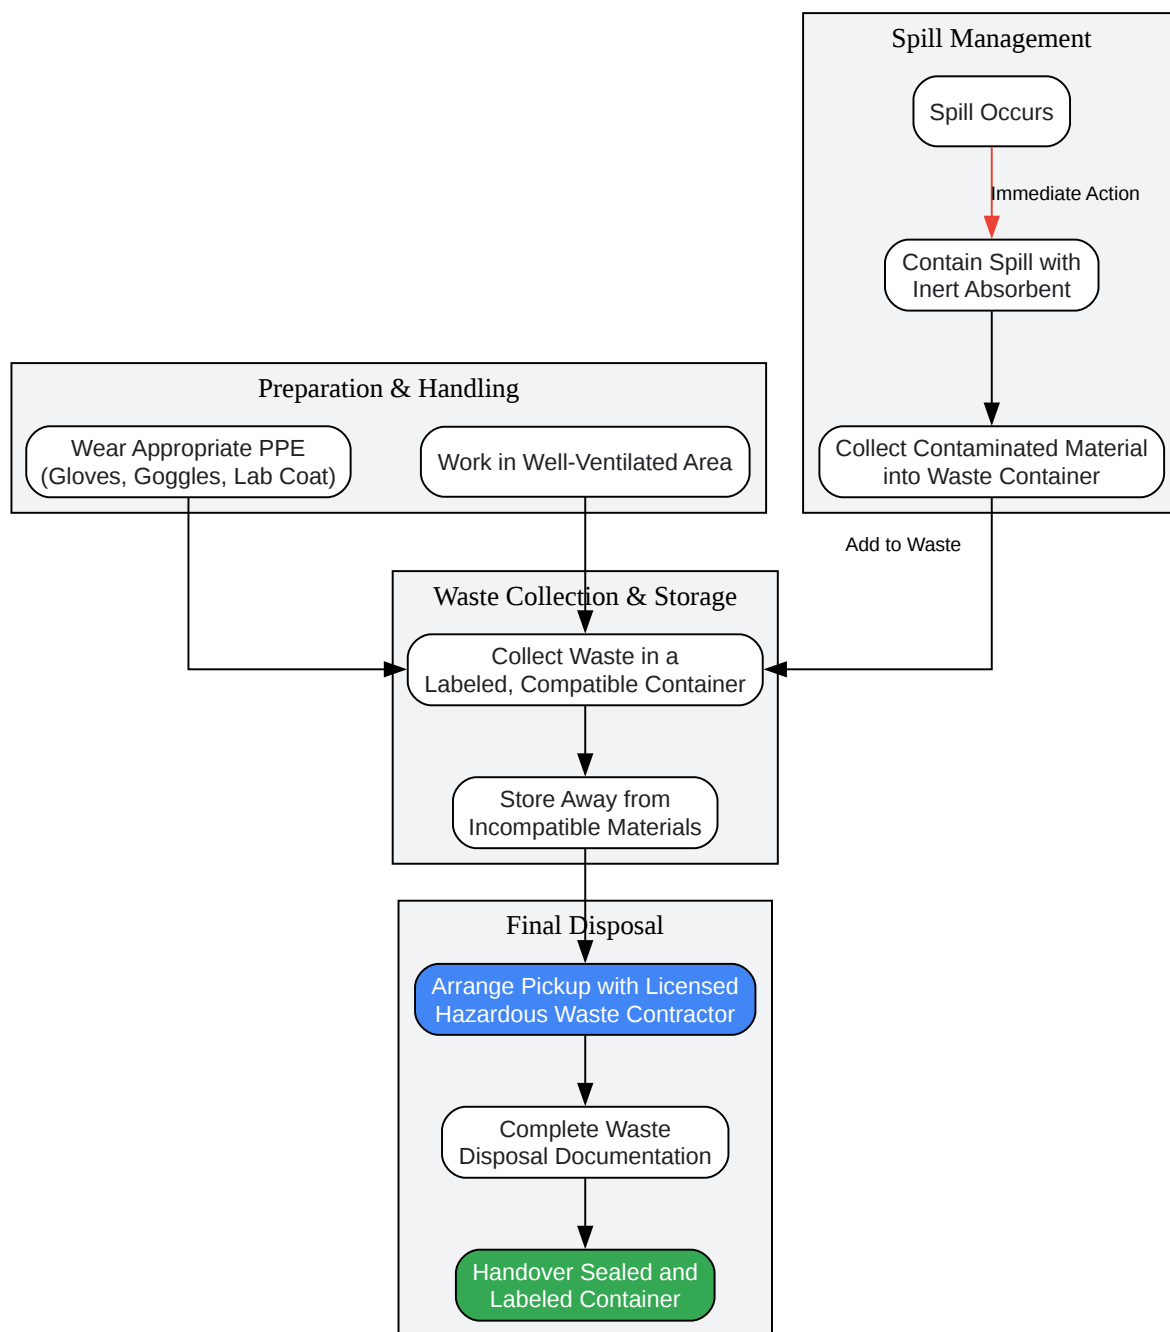 Spill Management
Spill Occurs
Immediate Action
Contain Spill with
Inert Absorbent
Collect Contaminated Material
into Waste Container
Add to Waste
Preparation & Handling
Wear Appropriate PPE
(Gloves, Goggles, Lab Coat)
Work in Well-Ventilated Area
Waste Collection & Storage
Collect Waste in a
Labeled, Compatible Container
Store Away from
Incompatible Materials
Final Disposal
Arrange Pickup with Licensed
Hazardous Waste Contractor
Complete Waste
Disposal Documentation
Handover Sealed and
Labeled Container